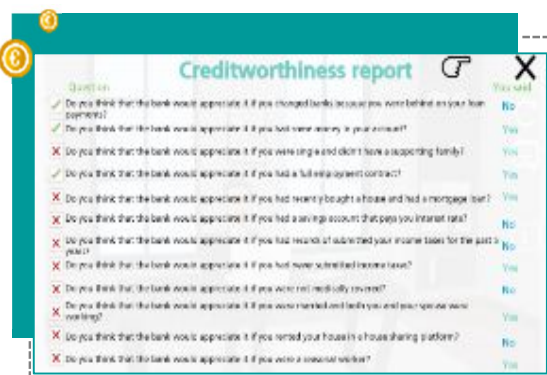 Creditworthiness report
Question You said
Do you think that the bank would appreciate it if you changed banks because you were behind on your loan No
payments?
Do you think that the bank would appreciate it if you had some money in your account? Yes
Do you think that the bank would appreciate it if you were single and didn't have a supporting family? Yes
Do you think that the bank would appreciate it if you had a full employment contract? Yes
Do you think that the bank would appreciate it if you had recently bought a house and had a mortgage loan? Yes
Do you think that the bank would appreciate it if you had a savings account that pays you interest rate? No
Do you think that the bank would appreciate it if you had records of submitted your income taxes for the past No
years?
Do you think that the bank would appreciate it if you had never submitted income taxes? Yes
Do you think that the bank would appreciate it if you were not medically covered? No
Do you think that the bank would appreciate it if you were married and both you and your spouse were
working? Yes
Do you think that the bank would appreciate it if you rented your house in a house sharing platform? No
Do you think that the bank would appreciate it if you were a seasonal worker? Yes